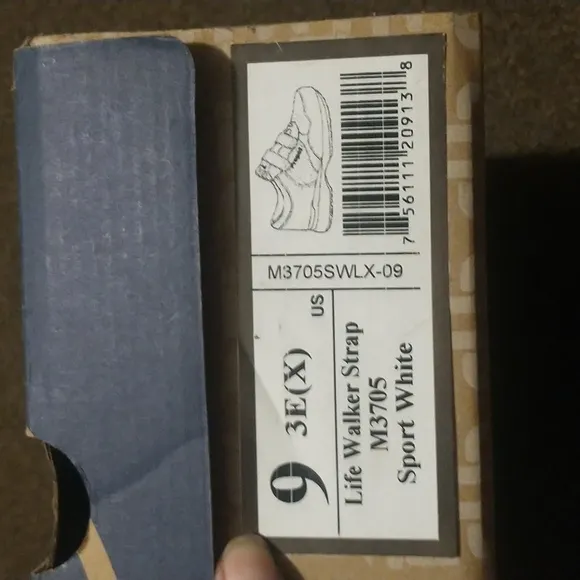 9 3E(X) US
Life Walker Strap
M3705
Sport White
M3705SWLX-09
7 56111 20913 8